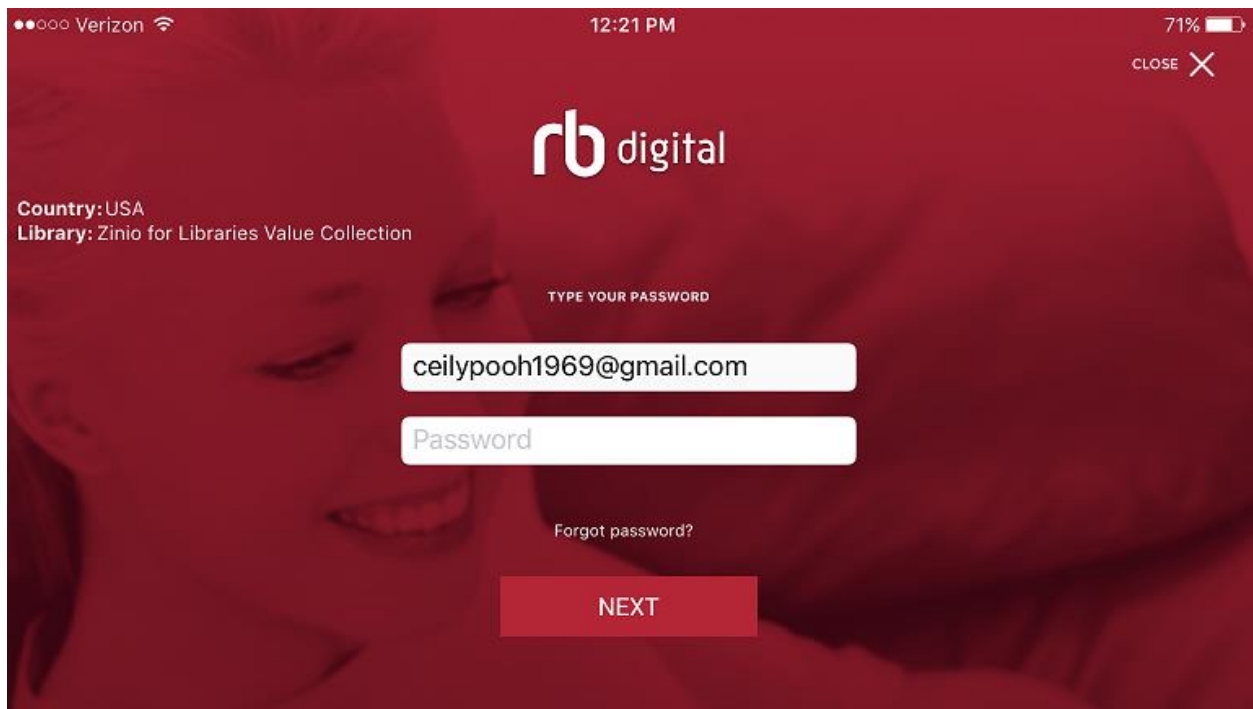 ●●○○○ Verizon 12:21 PM 71%
CLOSE
rb digital
Country: USA
Library: Zinio for Libraries Value Collection
TYPE YOUR PASSWORD
ceilypooh1969@gmail.com
Password
Forgot password?
NEXT